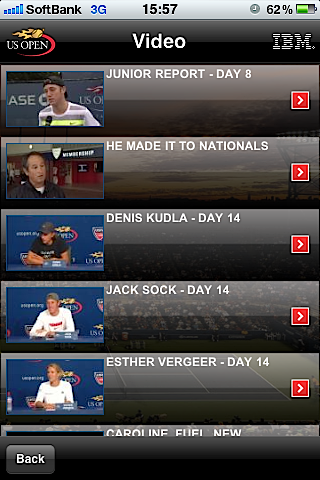 SoftBank 3G 15:57 62%
US OPEN Video IBM
JUNIOR REPORT - DAY 8
HE MADE IT TO NATIONALS
DENIS KUDLA - DAY 14
JACK SOCK - DAY 14
ESTHER VERGEER - DAY 14
CAROLINE, FUEL, NEW
Back